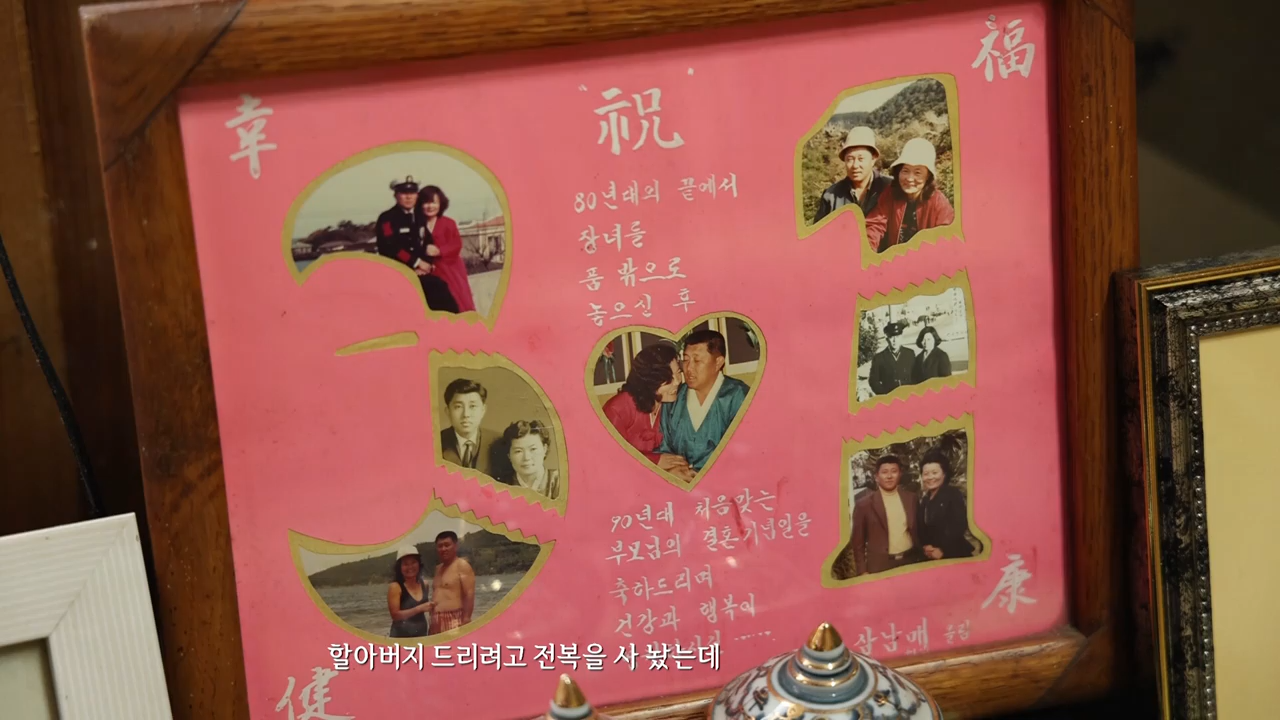 幸
福
"祝"
80년대의 끝에서
장녀를
품 밖으로
놓으신 후
90년대 처음맞는
부모님의 결혼기념일을
축하드리며
건강과 행복이
삼남매 올림
康
健
할아버지 드리려고 전복을 사 놨는데